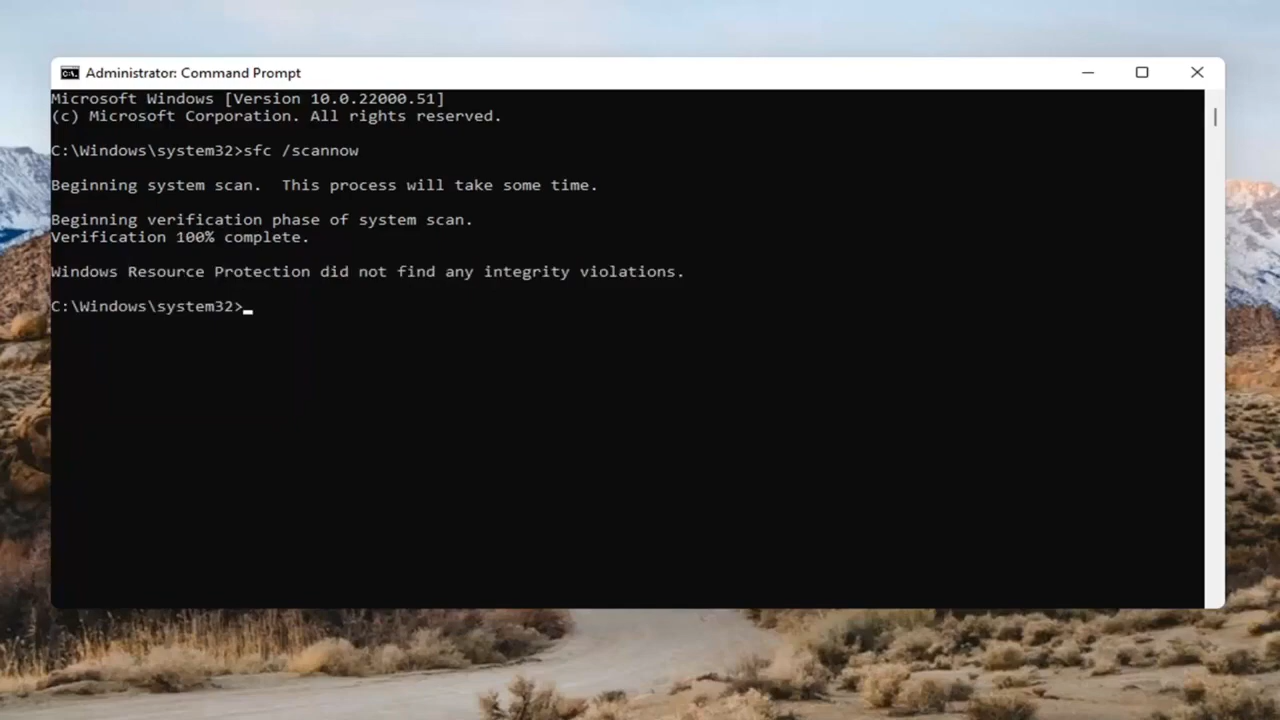 Administrator: Command Prompt
Microsoft Windows [Version 10.0.22000.51]
(c) Microsoft Corporation. All rights reserved.
C:\Windows\system32>sfc /scannow
Beginning system scan.  This process will take some time.
Beginning verification phase of system scan.
Verification 100% complete.
Windows Resource Protection did not find any integrity violations.
C:\Windows\system32>